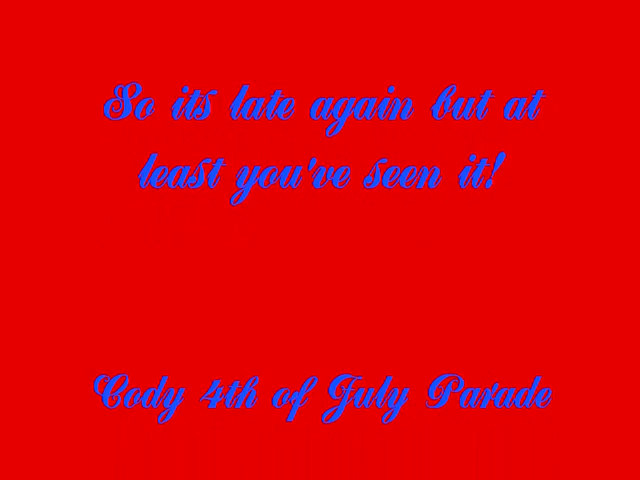 So its late again but at
least you've seen it!
Cody 4th of July Parade